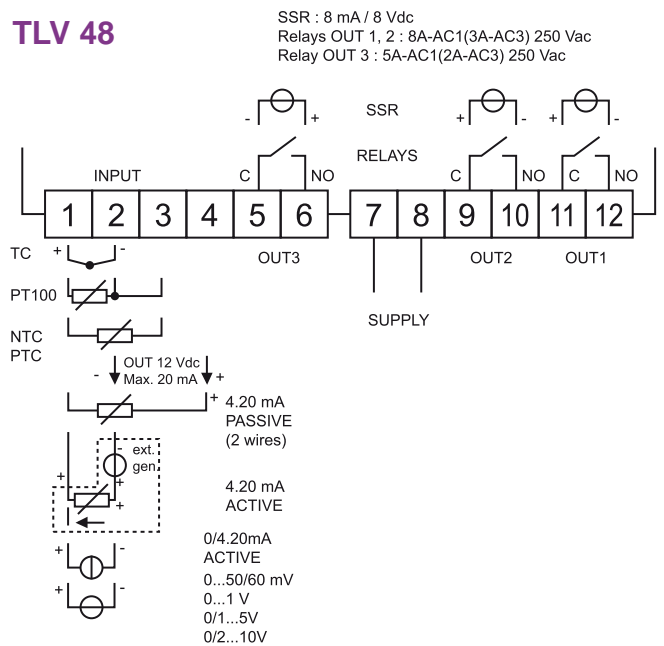 TLV 48
SSR : 8 mA / 8 Vdc
Relays OUT 1, 2 : 8A-AC1(3A-AC3) 250 Vac
Relay OUT 3 : 5A-AC1(2A-AC3) 250 Vac
- + SSR + - + -
RELAYS
INPUT C NO C NO C NO
1 2 3 4 5 6 7 8 9 10 11 12
TC + - OUT3 OUT2 OUT1
PT100
SUPPLY
NTC
PTC
OUT 12 Vdc
- Max. 20 mA +
+ 4.20 mA
PASSIVE
(2 wires)
- ext.
gen.
+ +
+
4.20 mA
ACTIVE
I
0/4.20mA
+ - ACTIVE
0...50/60 mV
+ - 0...1 V
0/1...5V
0/2...10V